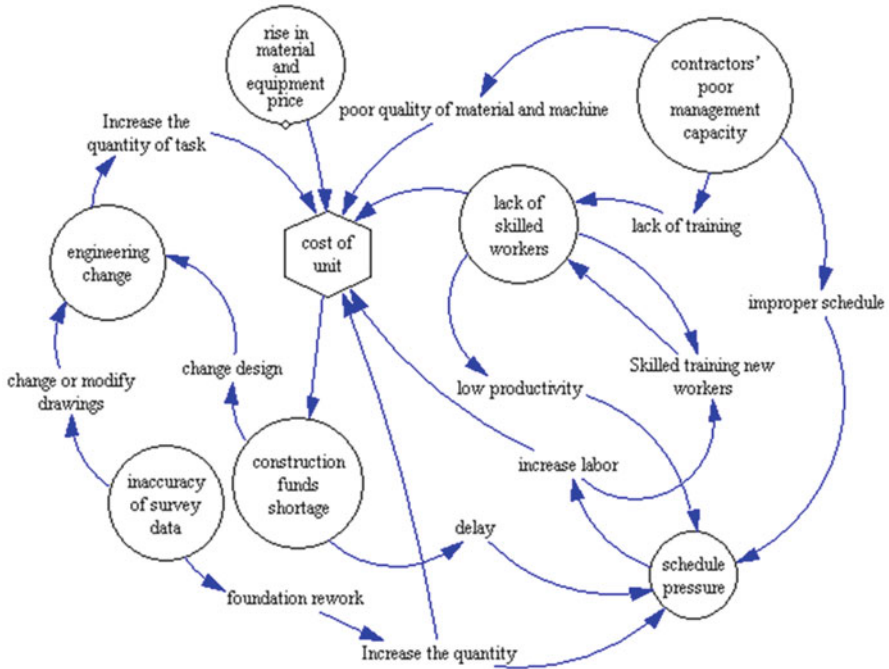 rise in
material
and
equipment
price
contractors'
poor
management
capacity
Increase the
quantity of task
poor quality of material and machine
lack of
skilled
workers
lack of training
engineering
change
cost of
unit
improper schedule
change or modify
drawings
change design
low productivity
Skilled training new
workers
inaccuracy
of survey
data
construction
funds
shortage
increase labor
delay
schedule
pressure
foundation rework
Increase the quantity